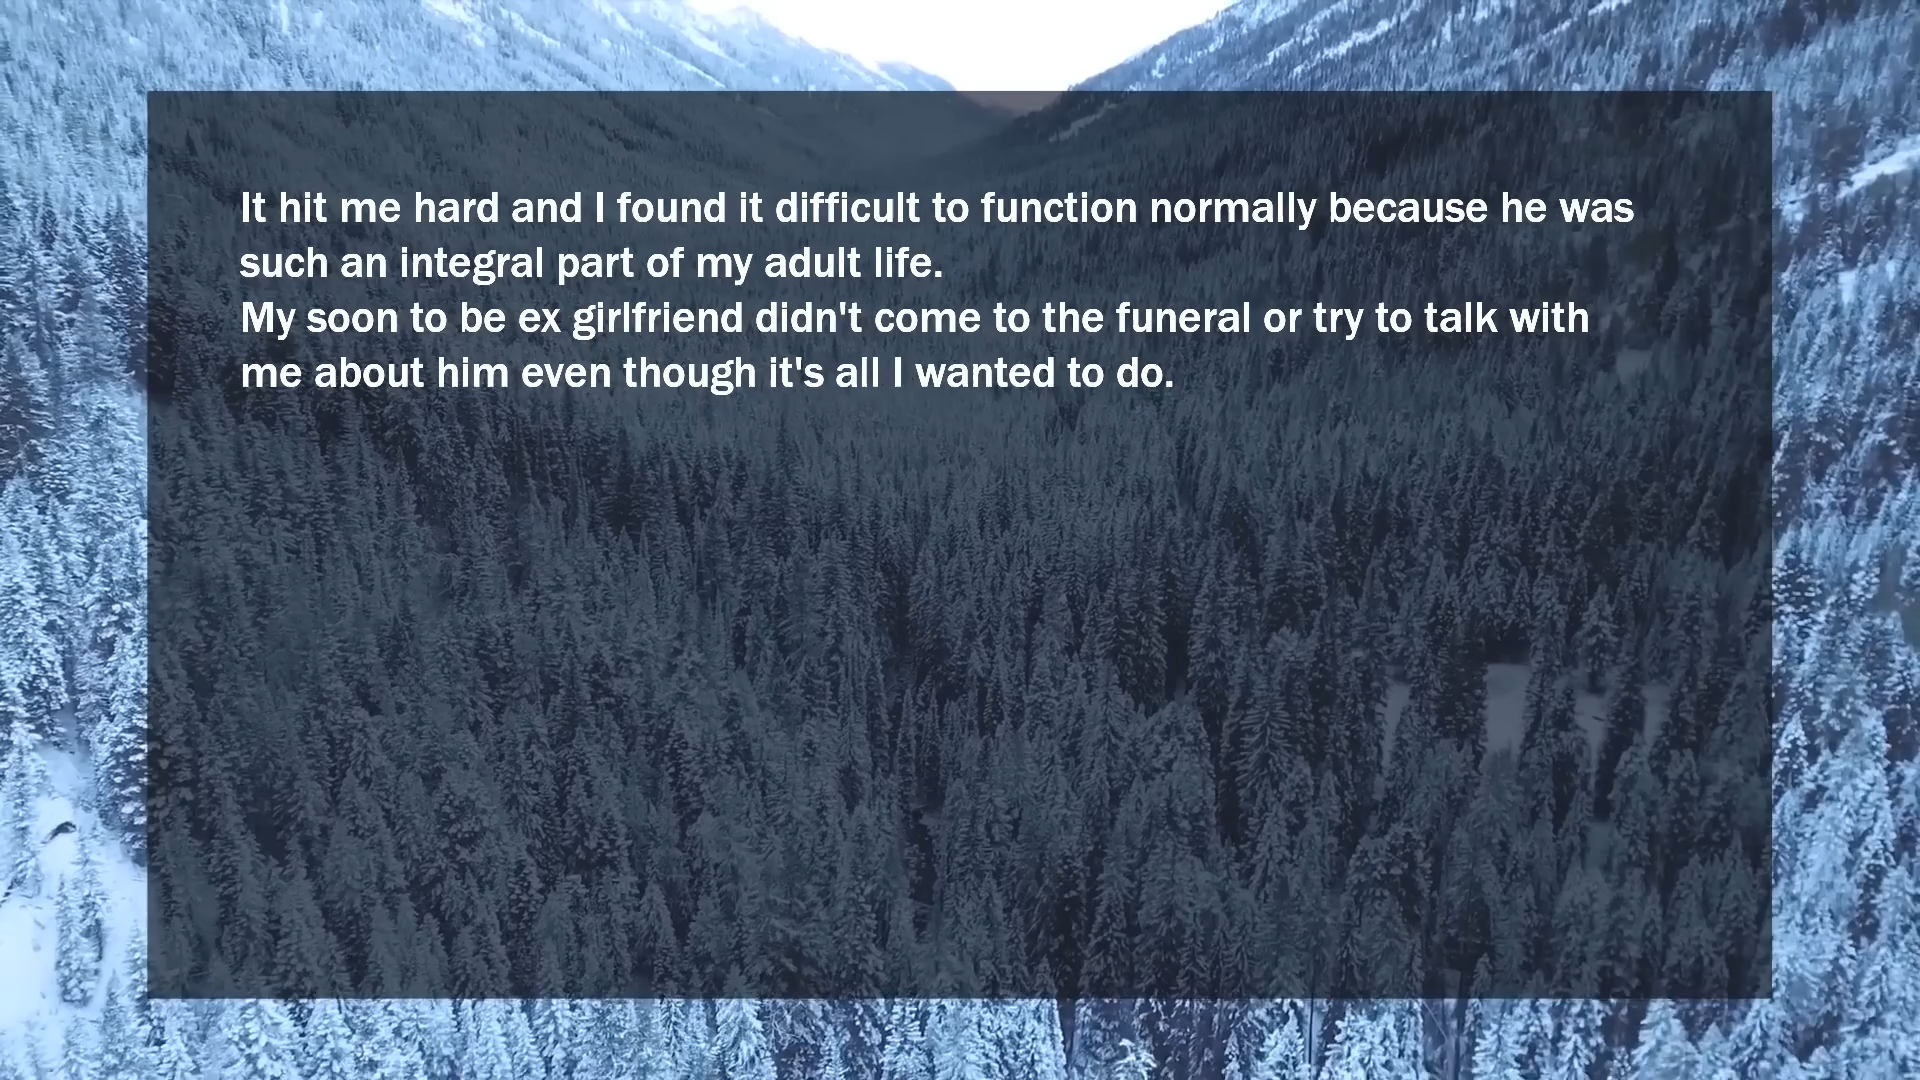 It hit me hard and I found it difficult to function normally because he was
such an integral part of my adult life.
My soon to be ex girlfriend didn't come to the funeral or try to talk with
me about him even though it's all I wanted to do.